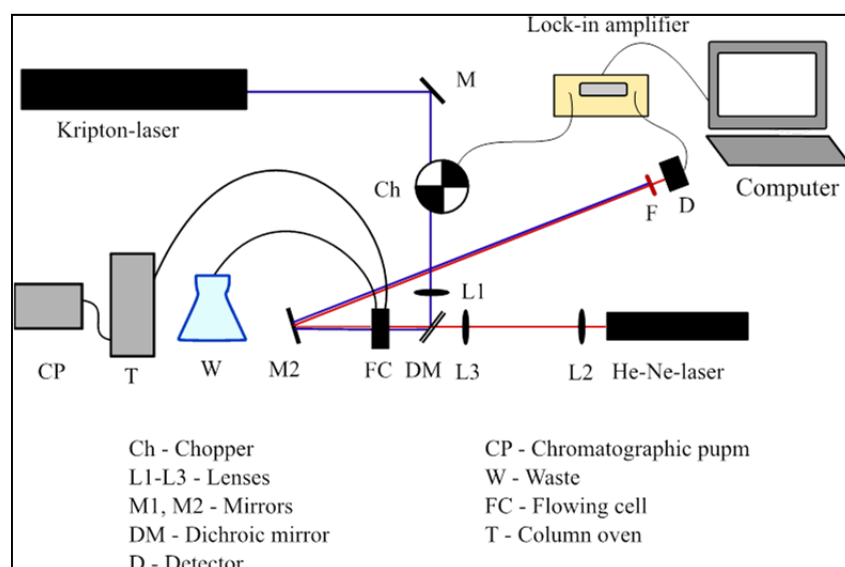 Lock-in amplifier
M
Kripton-laser
Ch
Computer
F
D
L1
CP
T
W
M2
FC
DM
L3
L2
He-Ne-laser
Ch - Chopper
L1-L3 - Lenses
M1, M2 - Mirrors
DM - Dichroic mirror
D - Detector
CP - Chromatographic pupm
W - Waste
FC - Flowing cell
T - Column oven